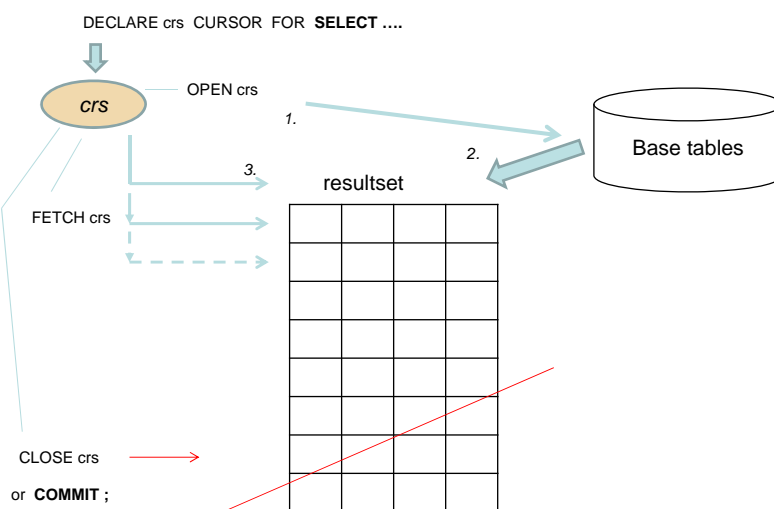 DECLARE crs CURSOR FOR SELECT ....
OPEN crs
crs
1.
Base tables
2.
3.
resultset
FETCH crs
CLOSE crs
or COMMIT ;